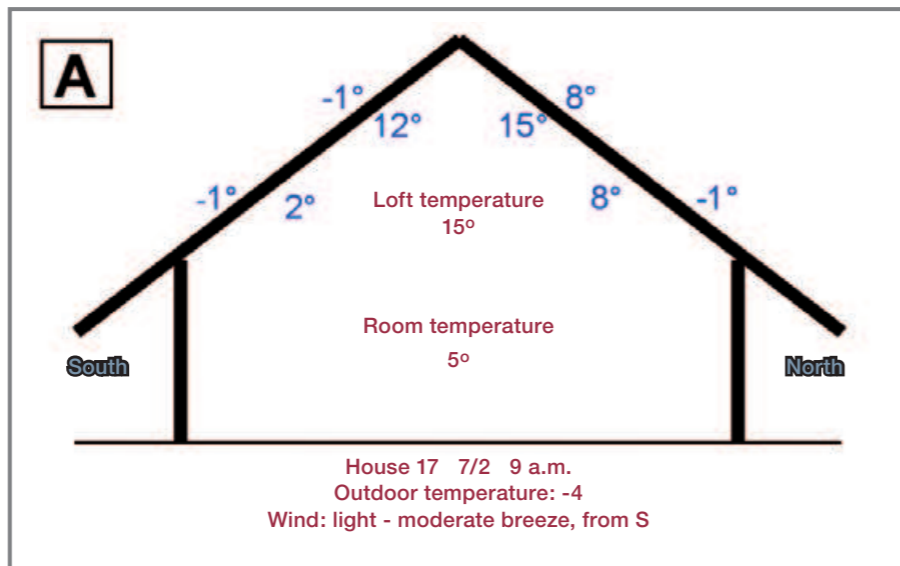 A
-1° 8°
12° 15°
-1° 2° 8° -1°
Loft temperature
15º
Room temperature
5º
South North
House 17 7/2 9 a.m.
Outdoor temperature: -4
Wind: light - moderate breeze, from S